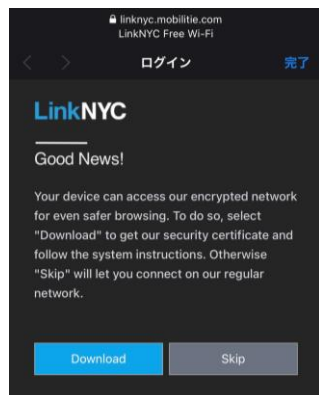 linknyc.mobilitie.com
LinkNYC Free Wi-Fi
ログイン
完了
LinkNYC
Good News!
Your device can access our encrypted network
for even safer browsing. To do so, select
"Download" to get our security certificate and
follow the system instructions. Otherwise
"Skip" will let you connect on our regular
network.
Download
Skip